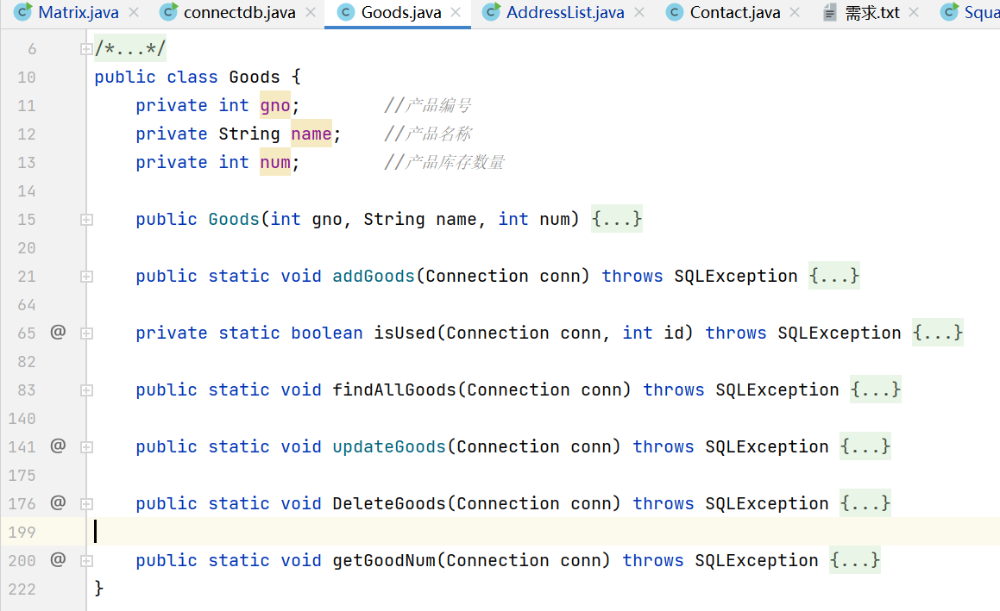 Matrix.java connectdb.java Goods.java AddressList.java Contact.java 需求.txt Squa
6 /*...*/
10 public class Goods {
11 private int gno; //产品编号
12 private String name; //产品名称
13 private int num; //产品库存数量
14
15 public Goods(int gno, String name, int num) {...}
20
21 public static void addGoods(Connection conn) throws SQLException {...}
64
65 @ private static boolean isUsed(Connection conn, int id) throws SQLException {...}
82
83 public static void findAllGoods(Connection conn) throws SQLException {...}
140
141 @ public static void updateGoods(Connection conn) throws SQLException {...}
175
176 @ public static void DeleteGoods(Connection conn) throws SQLException {...}
199
200 @ public static void getGoodNum(Connection conn) throws SQLException {...}
222 }